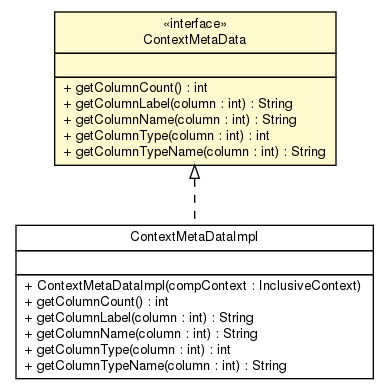 «interface»
ContextMetaData
+ getColumnCount() : int
+ getColumnLabel(column : int) : String
+ getColumnName(column : int) : String
+ getColumnType(column : int) : int
+ getColumnTypeName(column : int) : String
ContextMetaDataImpl
+ ContextMetaDataImpl(compContext : InclusiveContext)
+ getColumnCount() : int
+ getColumnLabel(column : int) : String
+ getColumnName(column : int) : String
+ getColumnType(column : int) : int
+ getColumnTypeName(column : int) : String